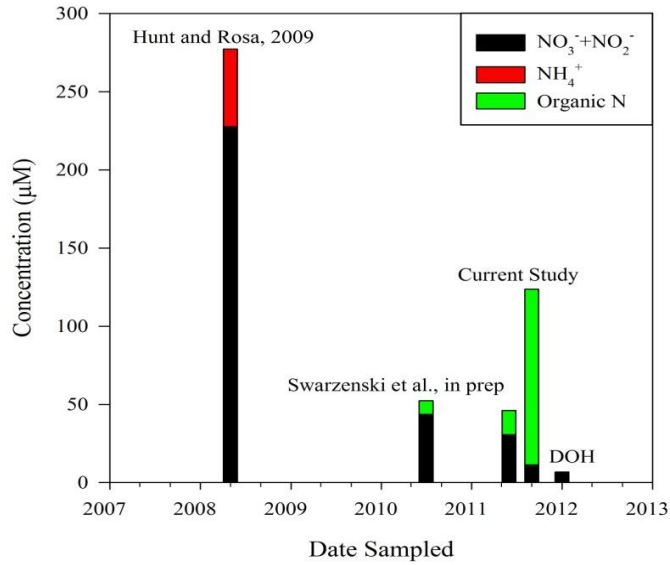 300
250
200
150
100
50
0
Concentration (μM)
Hunt and Rosa, 2009
NO₃⁻+NO₂⁻
NH₄⁺
Organic N
Current Study
Swarzenski et al., in prep
DOH
2007 2008 2009 2010 2011 2012 2013
Date Sampled